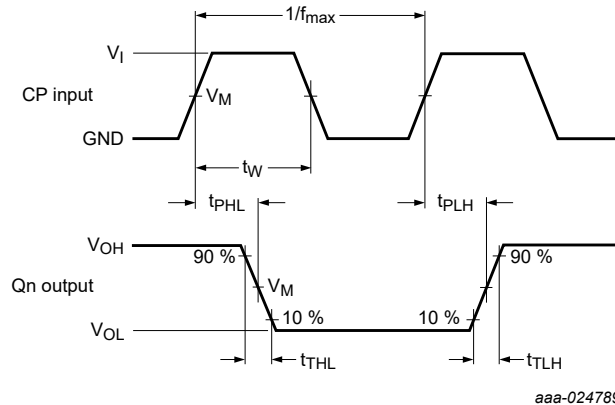 1/fmax
VI
CP input
VM
GND
tW
tPHL
tPLH
VOH
90 %
90 %
Qn output
VM
10 %
10 %
VOL
tTHL
tTLH
aaa-024789